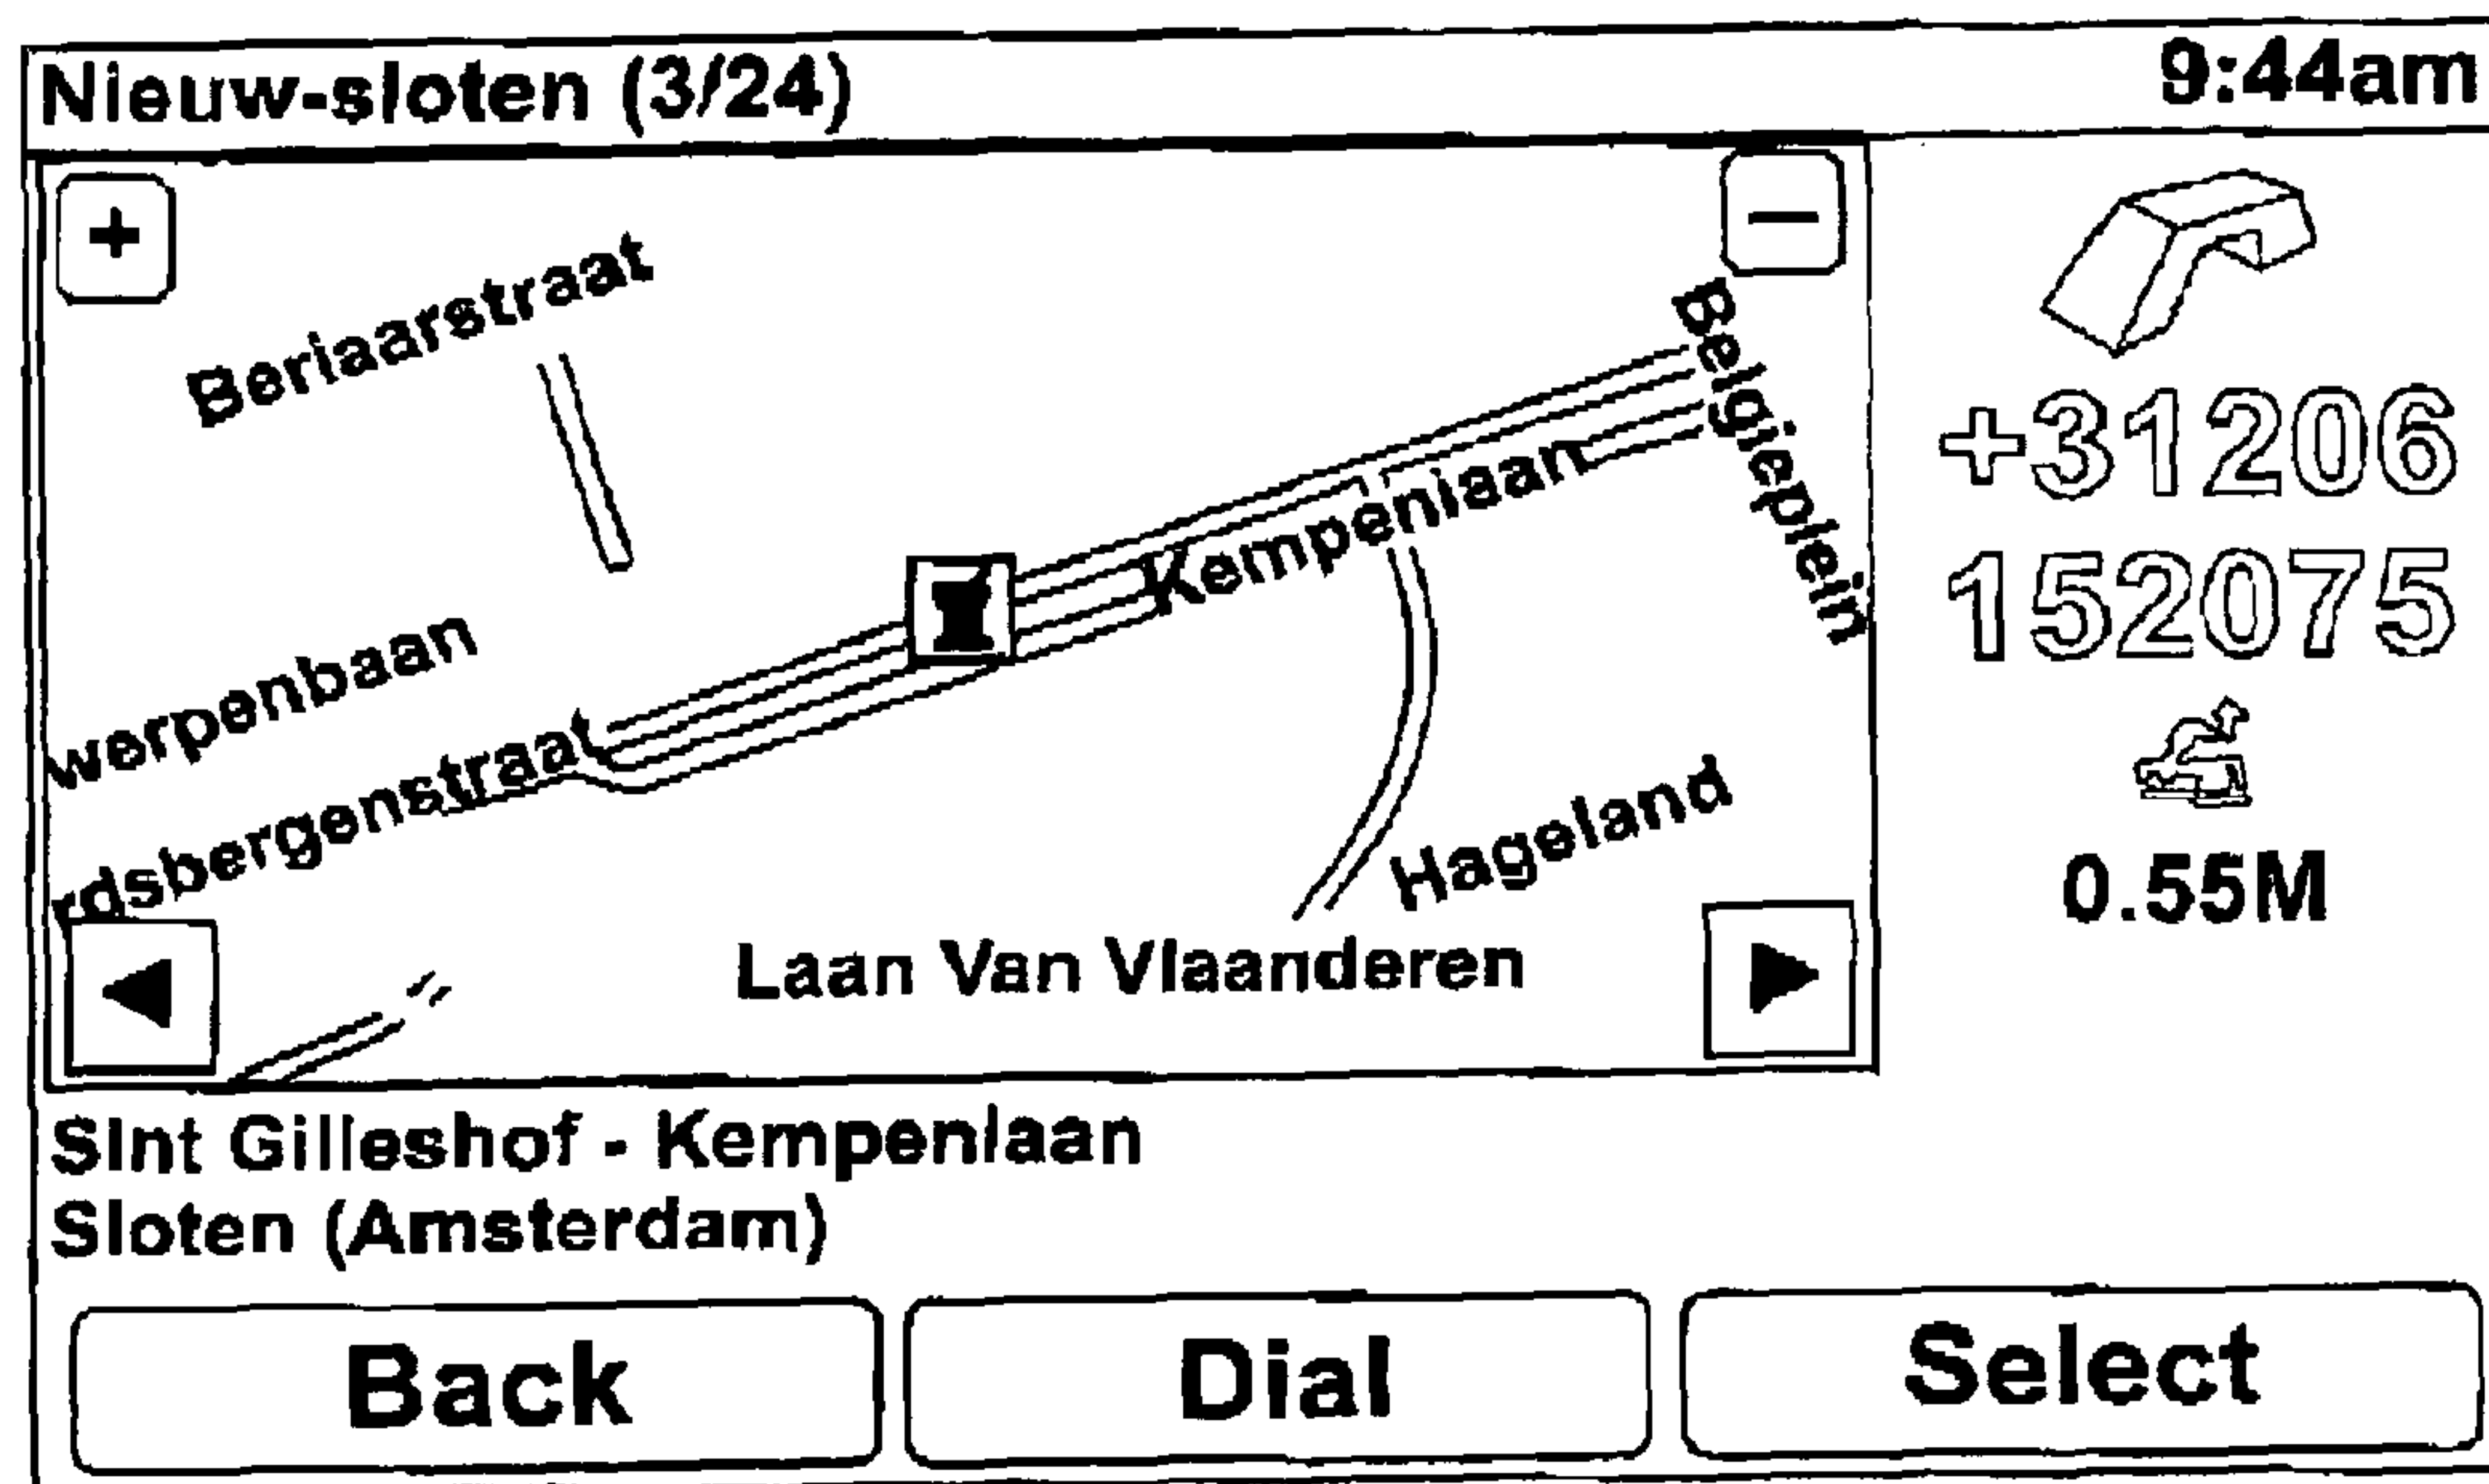 Nieuw-sloten (3/24)
9:44am
+
−
Beriaarstraat
Belgieplein
+31206
152075
Kempenlaan
werpenbaan
rdsbergenstraat
Hageland
0.55M
Laan Van Vlaanderen
Sint Gilleshof - Kempenlaan
Sloten (Amsterdam)
Back
Dial
Select